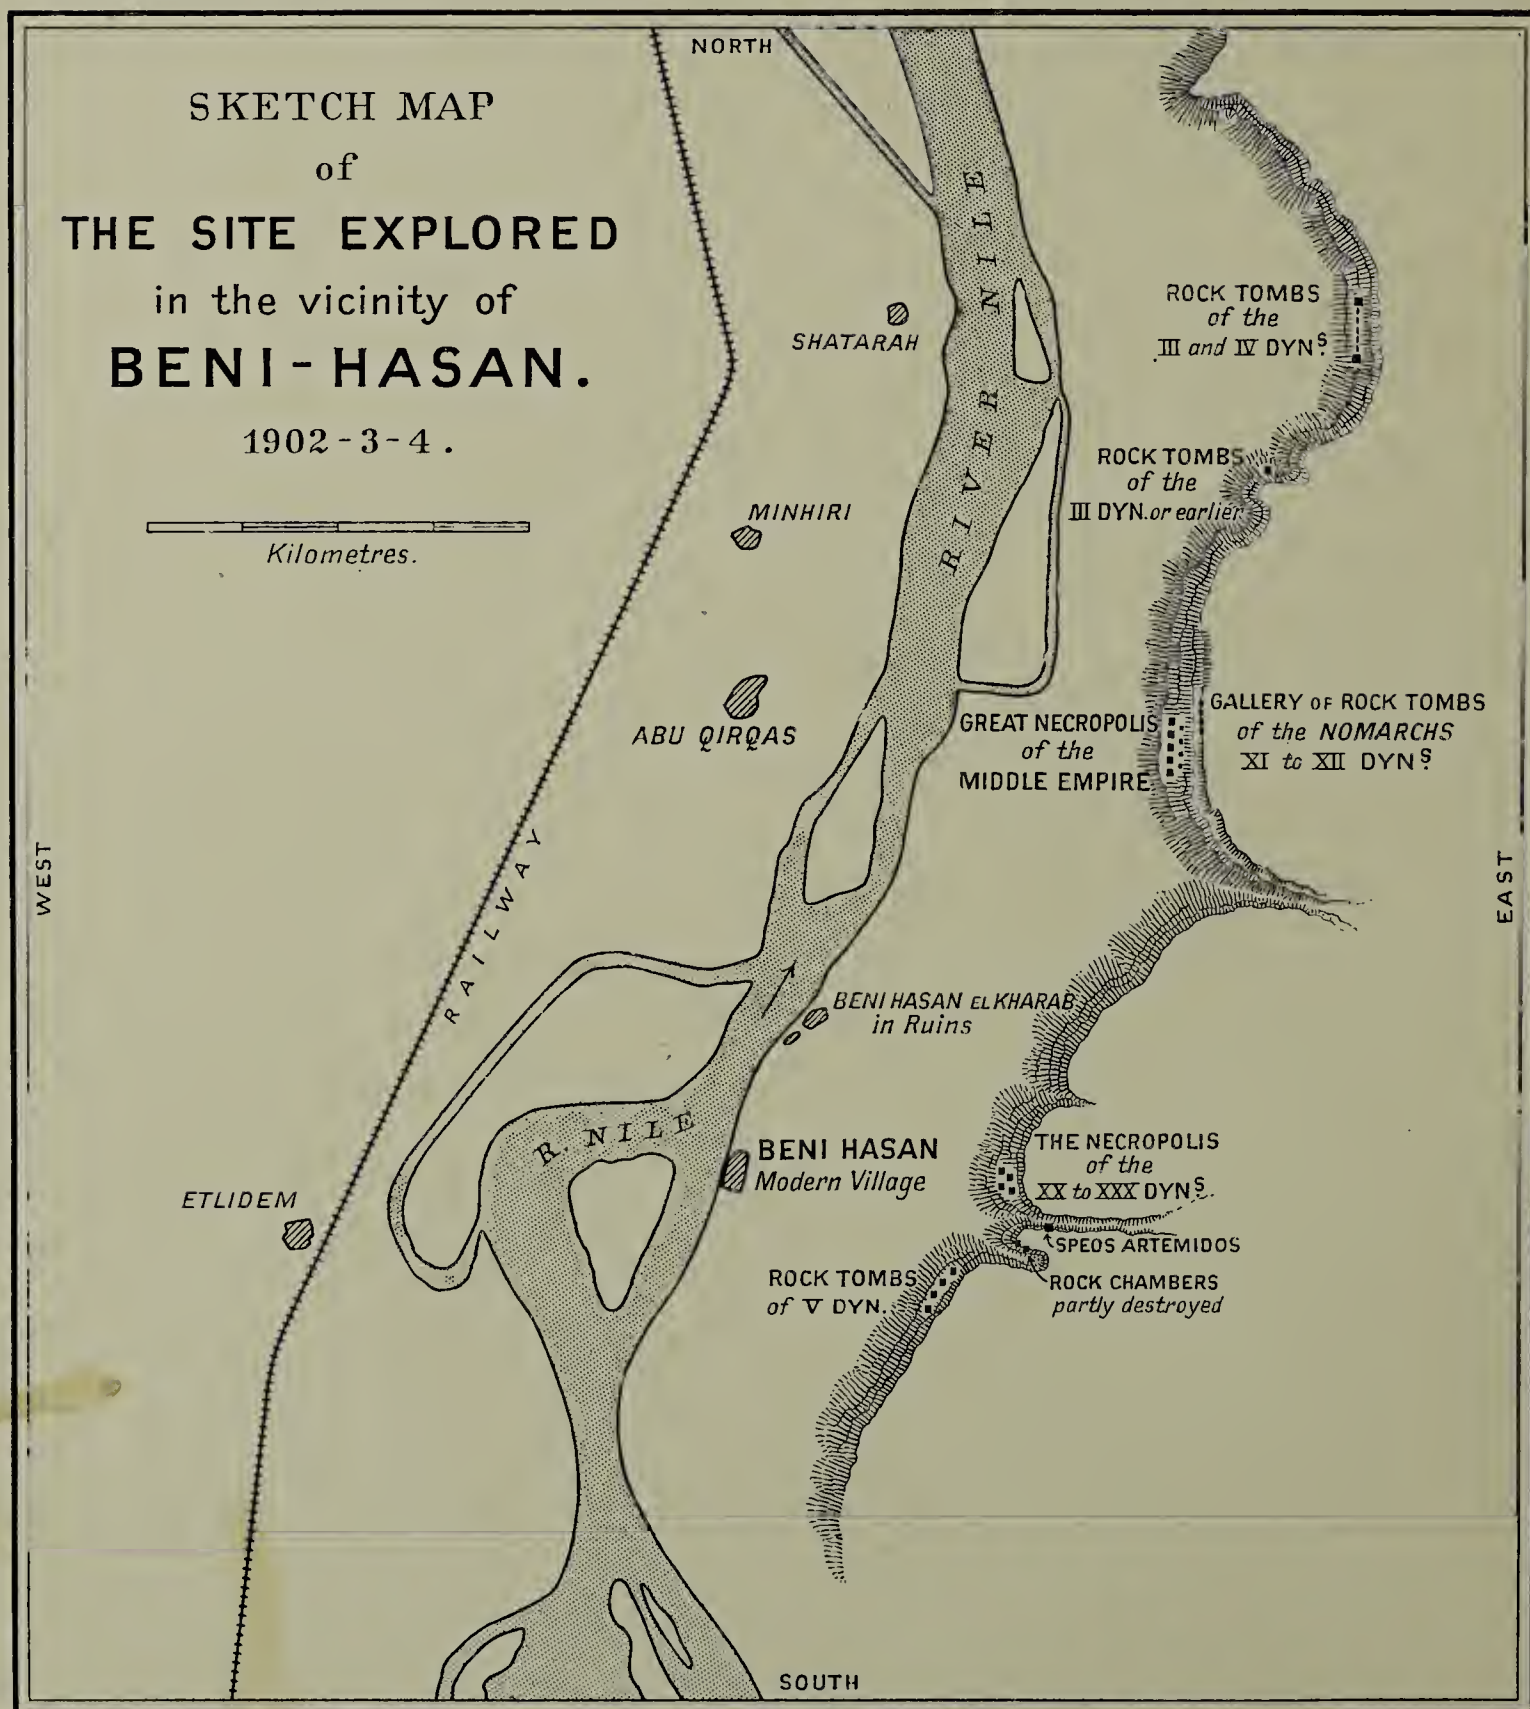 NORTH
SKETCH MAP
of
THE SITE EXPLORED
in the vicinity of
BENI-HASAN.
1902-3-4.
Kilometres.
RIVER NILE
SHATARAH
ROCK TOMBS
of the
III and IV DYNS.
MINHIRI
ROCK TOMBS
of the
III DYN. or earlier
ABU QIRQAS
GREAT NECROPOLIS
of the
MIDDLE EMPIRE
GALLERY OF ROCK TOMBS
of the NOMARCHS
XI to XII DYNS.
WEST
RAILWAY
EAST
BENI HASAN EL KHARAB
in Ruins
R. NILE
BENI HASAN
Modern Village
THE NECROPOLIS
of the
XX to XXX DYNS.
ETLIDEM
SPEOS ARTEMIDOS
ROCK TOMBS
of V DYN.
ROCK CHAMBERS
partly destroyed
SOUTH